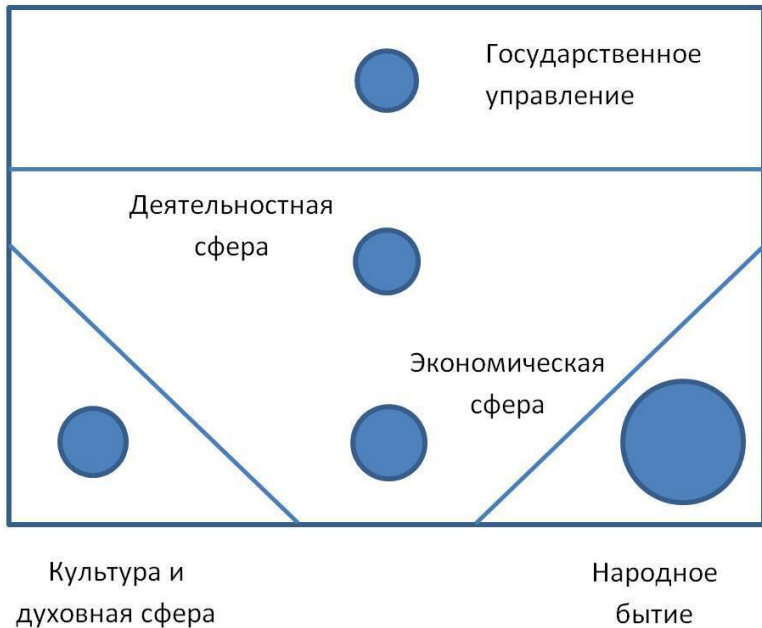 Государственное
управление
Деятельностная
сфера
Экономическая
сфера
Культура и
духовная сфера
Народное
бытие